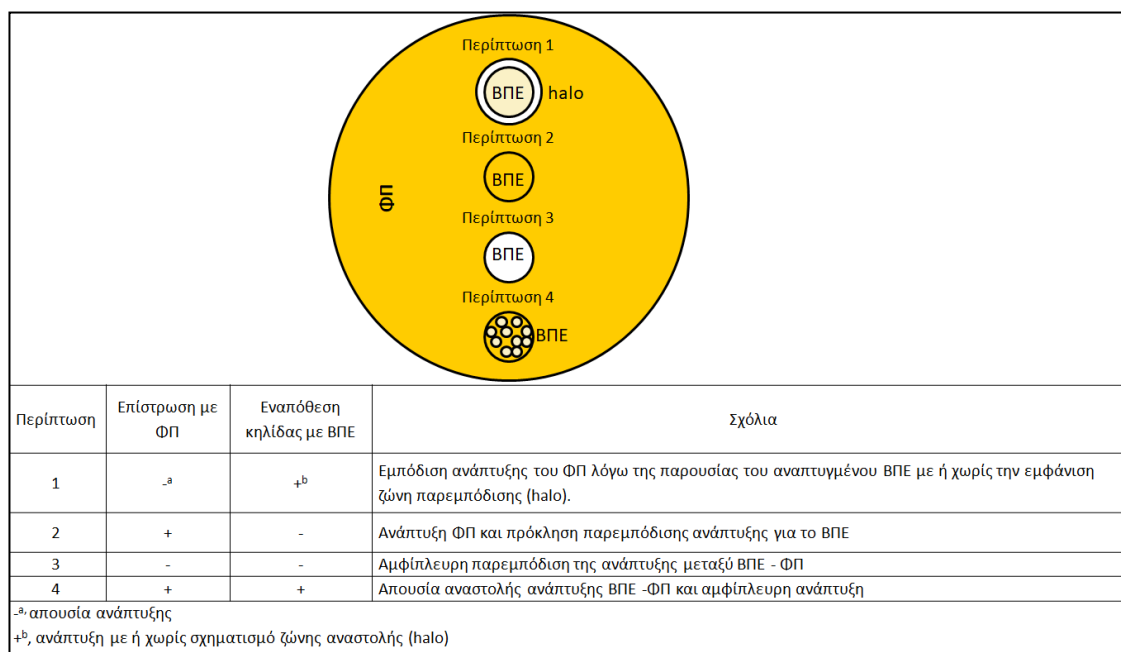 Περίπτωση 1
ΒΠΕ halo
Περίπτωση 2
ΒΠΕ
ΦΠ
Περίπτωση 3
ΒΠΕ
Περίπτωση 4
ΒΠΕ
Περίπτωση
Επίστρωση με
ΦΠ
Εναπόθεση
κηλίδας με ΒΠΕ
Σχόλια
1
-ᵃ
+ᵇ
Εμπόδιση ανάπτυξης του ΦΠ λόγω της παρουσίας του αναπτυγμένου ΒΠΕ με ή χωρίς την εμφάνιση
ζώνη παρεμπόδισης (halo).
2
+
-
Ανάπτυξη ΦΠ και πρόκληση παρεμπόδισης ανάπτυξης για το ΒΠΕ
3
-
-
Αμφίπλευρη παρεμπόδιση της ανάπτυξης μεταξύ ΒΠΕ - ΦΠ
4
+
+
Απουσία αναστολής ανάπτυξης ΒΠΕ -ΦΠ και αμφίπλευρη ανάπτυξη
-ᵃ, απουσία ανάπτυξης
+ᵇ, ανάπτυξη με ή χωρίς σχηματισμό ζώνης αναστολής (halo)